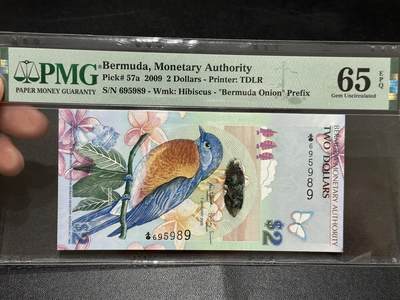 PMG
PAPER MONEY GUARANTY
Bermuda, Monetary Authority
Pick# 57a 2009 2 Dollars - Printer: TDLR
S/N 695989 - Wmk: Hibiscus - "Bermuda Onion" Prefix
65 EPQ
Gem Uncirculated
695989
BERMUDA MONETARY AUTHORITY
TWO DOLLARS
$2
695989
$2